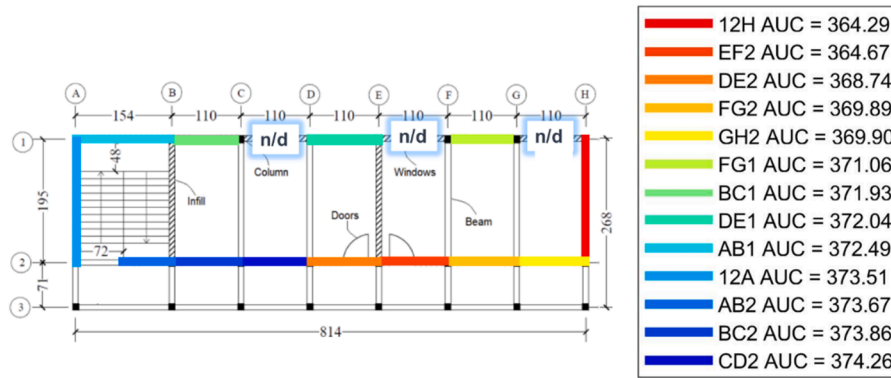 A B C D E F G H
154 110 110 110 110 110 110
n/d n/d n/d
1
48
Column Windows
Infill
195
268
Doors Beam
72
2
71
3
814
12H AUC = 364.29
EF2 AUC = 364.67
DE2 AUC = 368.74
FG2 AUC = 369.89
GH2 AUC = 369.90
FG1 AUC = 371.06
BC1 AUC = 371.93
DE1 AUC = 372.04
AB1 AUC = 372.49
12A AUC = 373.51
AB2 AUC = 373.67
BC2 AUC = 373.86
CD2 AUC = 374.26